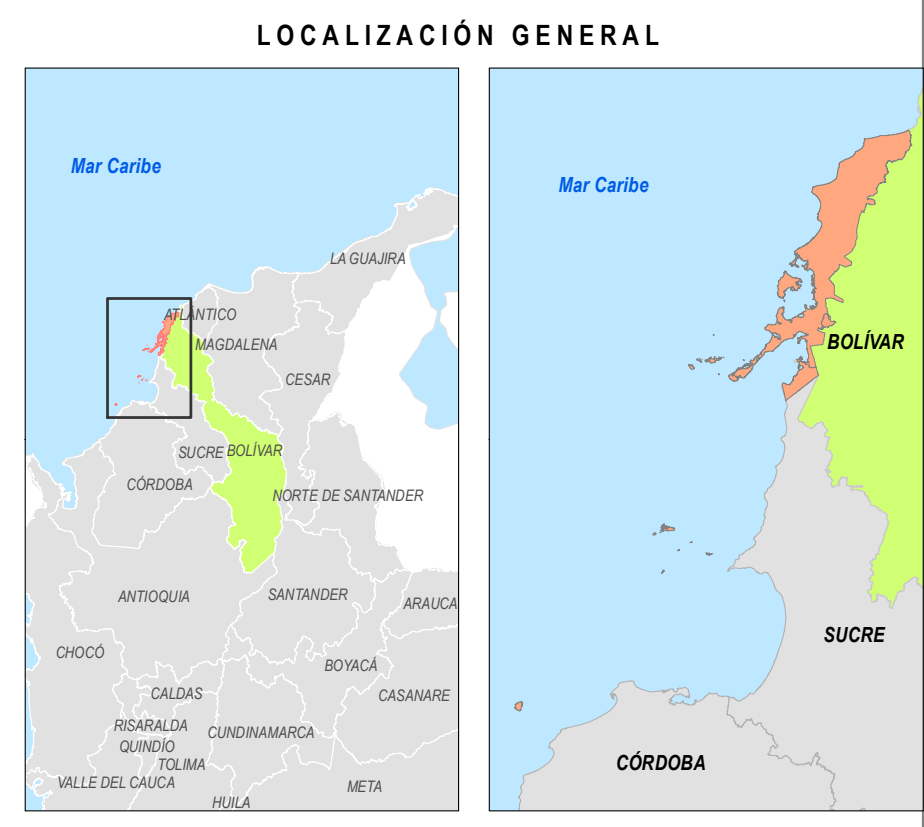 LOCALIZACIÓN GENERAL
Mar Caribe
LA GUAJIRA
ATLÁNTICO
MAGDALENA
CESAR
SUCRE
BOLÍVAR
CÓRDOBA
NORTE DE SANTANDER
ANTIOQUIA
SANTANDER
ARAUCA
CHOCÓ
BOYACÁ
CALDAS
CASANARE
RISARALDA
CUNDINAMARCA
QUINDÍO
TOLIMA
VALLE DEL CAUCA
META
HUILA
Mar Caribe
BOLÍVAR
SUCRE
CÓRDOBA